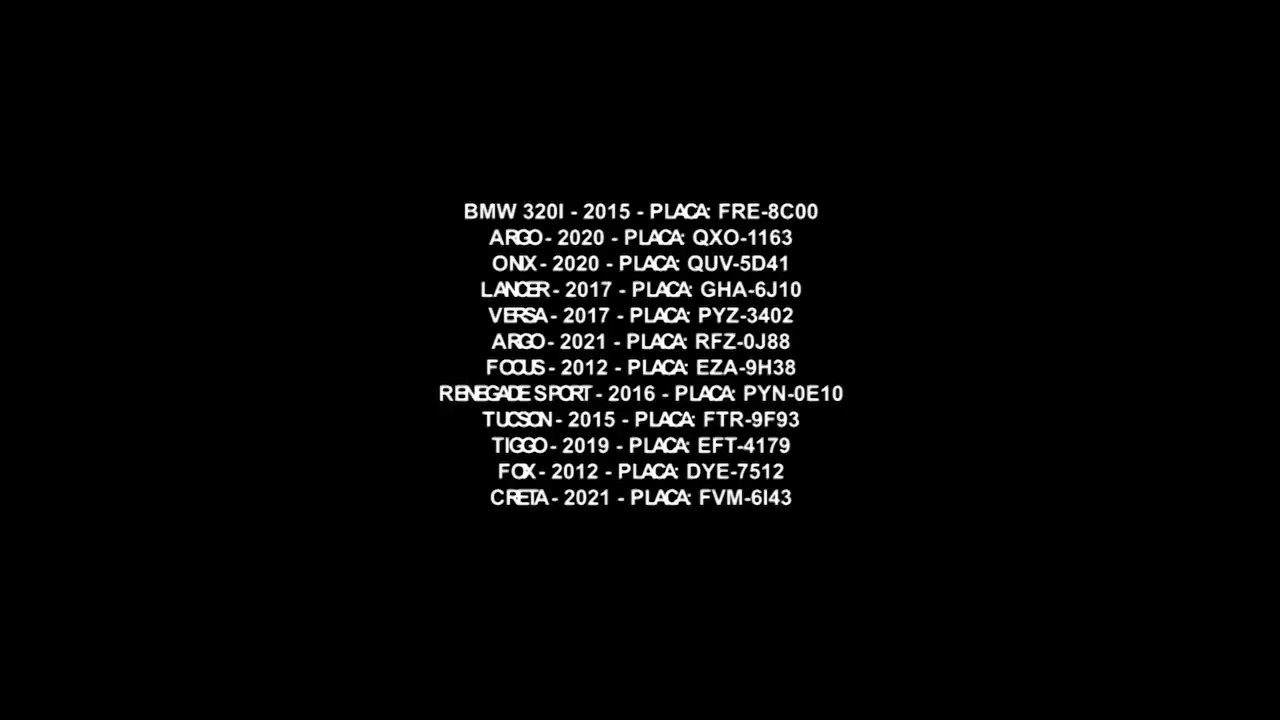 BMW 320I - 2015 - PLACA: FRE-8C00
ARGO - 2020 - PLACA: QXO-1163
ONIX - 2020 - PLACA: QUV-5D41
LANCER - 2017 - PLACA: GHA-6J10
VERSA - 2017 - PLACA: PYZ-3402
ARGO - 2021 - PLACA: RFZ-0J88
FOCUS - 2012 - PLACA: EZA-9H38
RENEGADE SPORT - 2016 - PLACA: PYN-0E10
TUCSON - 2015 - PLACA: FTR-9F93
TIGGO - 2019 - PLACA: EFT-4179
FOX - 2012 - PLACA: DYE-7512
CRETA - 2021 - PLACA: FVM-6I43